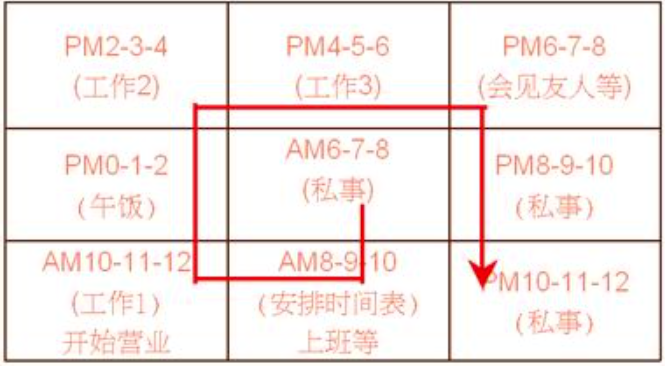 PM2-3-4
(工作2)
PM4-5-6
(工作3)
PM6-7-8
(会见友人等)
PM0-1-2
(午饭)
AM6-7-8
(私事)
PM8-9-10
(私事)
AM10-11-12
(工作1)
开始营业
AM8-9-10
(安排时间表)
上班等
PM10-11-12
(私事)